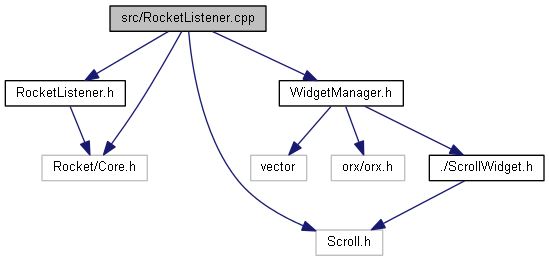 src/RocketListener.cpp
RocketListener.h
WidgetManager.h
Rocket/Core.h
vector
orx/orx.h
./ScrollWidget.h
Scroll.h